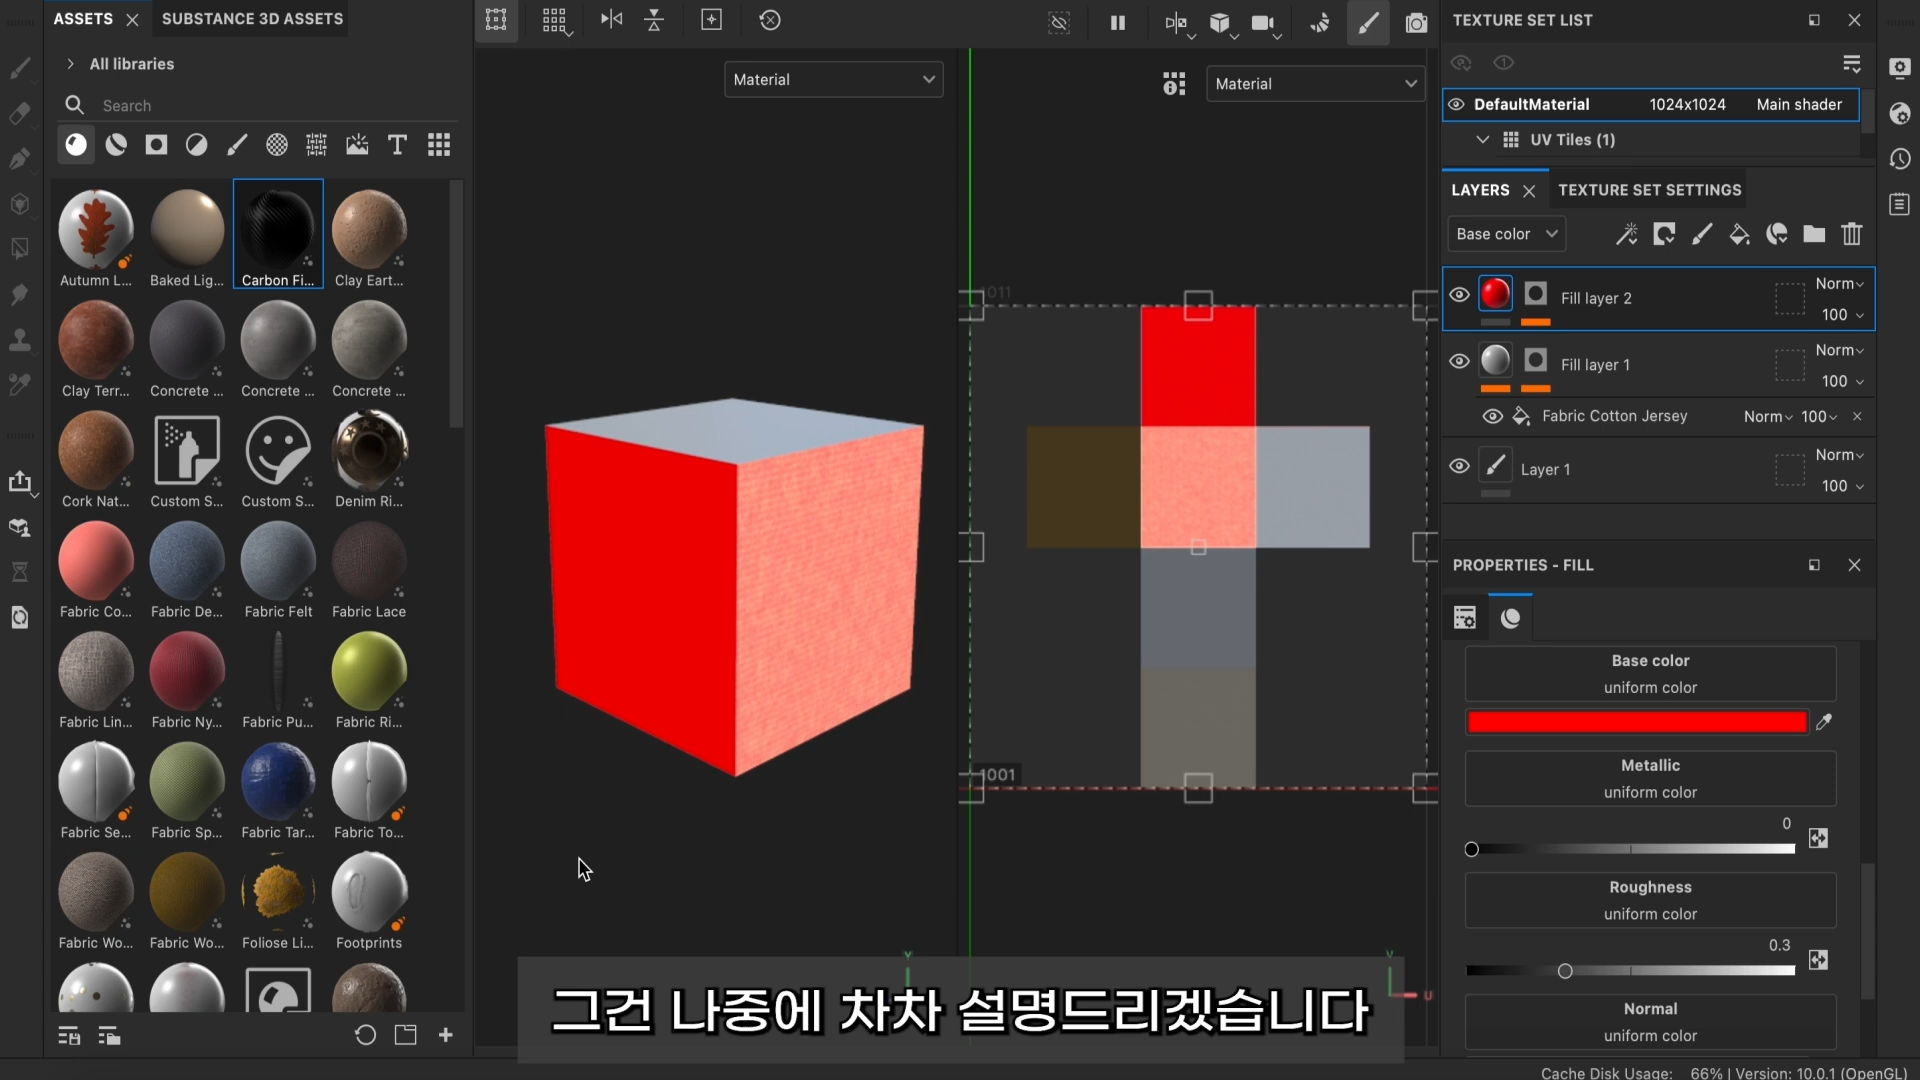 ASSETS
SUBSTANCE 3D ASSETS
All libraries
Search
Autumn L...
Baked Lig...
Carbon Fi...
Clay Eart...
Clay Terr...
Concrete ...
Concrete ...
Concrete ...
Cork Nat...
Custom S...
Custom S...
Denim Ri...
Fabric Co...
Fabric De...
Fabric Felt
Fabric Lace
Fabric Lin...
Fabric Ny...
Fabric Pu...
Fabric Ri...
Fabric Se...
Fabric Sp...
Fabric Tar...
Fabric To...
Fabric Wo...
Fabric Wo...
Foliose Li...
Footprints
Material
Material
1011
1001
Y
V
U
그건 나중에 차차 설명드리겠습니다
TEXTURE SET LIST
DefaultMaterial 1024x1024 Main shader
UV Tiles (1)
LAYERS
TEXTURE SET SETTINGS
Base color
Fill layer 2
Norm
100
Fill layer 1
Norm
100
Fabric Cotton Jersey Norm 100
Layer 1
Norm
100
PROPERTIES - FILL
Base color
uniform color
Metallic
uniform color
0
Roughness
uniform color
0.3
Normal
uniform color
Cache Disk Usage: 66% | Version: 10.0.1 (OpenGL)